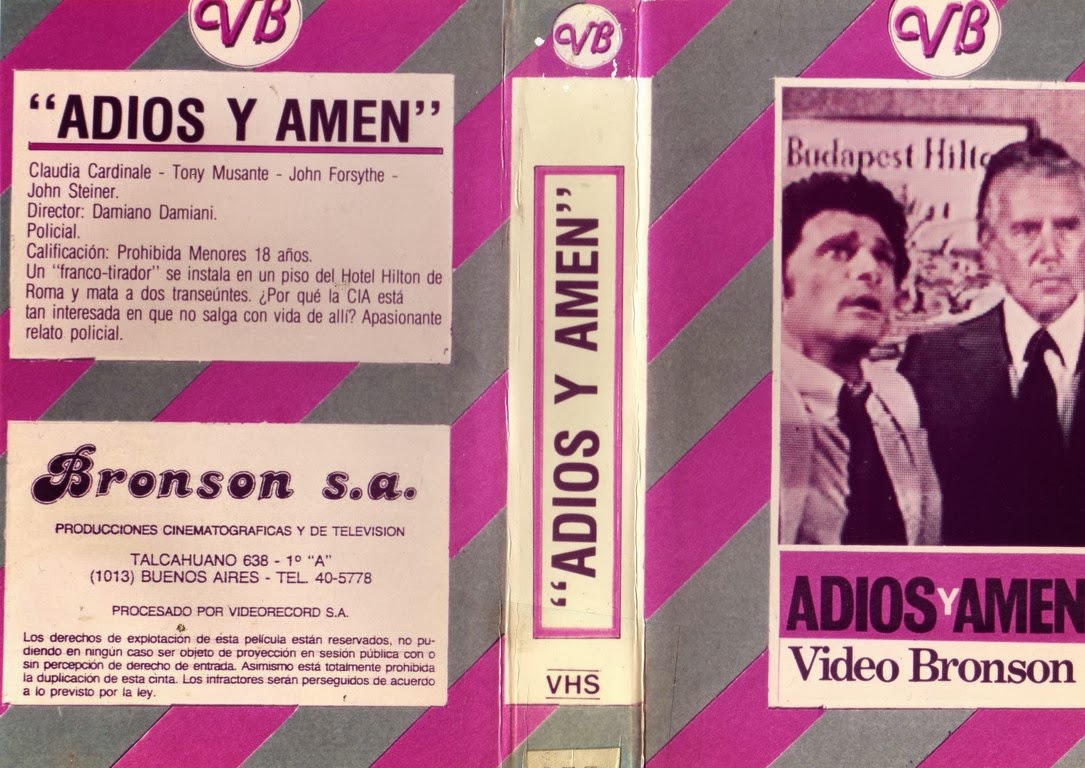 VB
"ADIOS Y AMEN"
Claudia Cardinale - Tony Musante - John Forsythe -
John Steiner.
Director: Damiano Damiani.
Policial.
Calificación: Prohibida Menores 18 años.
Un "franco-tirador" se instala en un piso del Hotel Hilton de
Roma y mata a dos transeúntes. ¿Por qué la CIA está
tan interesada en que no salga con vida de allí? Apasionante
relato policial.
Bronson s.a.
PRODUCCIONES CINEMATOGRAFICAS Y DE TELEVISION
TALCAHUANO 638 - 1º "A"
(1013) BUENOS AIRES - TEL. 40-5778
PROCESADO POR VIDEORECORD S.A.
Los derechos de explotación de esta película están reservados, no pu-
diendo en ningún caso ser objeto de proyección en sesión pública con o
sin percepción de derecho de entrada. Asimismo está totalmente prohibida
la duplicación de esta cinta. Los infractores serán perseguidos de acuerdo
a lo previsto por la ley.
VB
"ADIOS Y AMEN"
VHS
VB
Budapest Hilto
ADIOS Y AMEN
Video Bronson